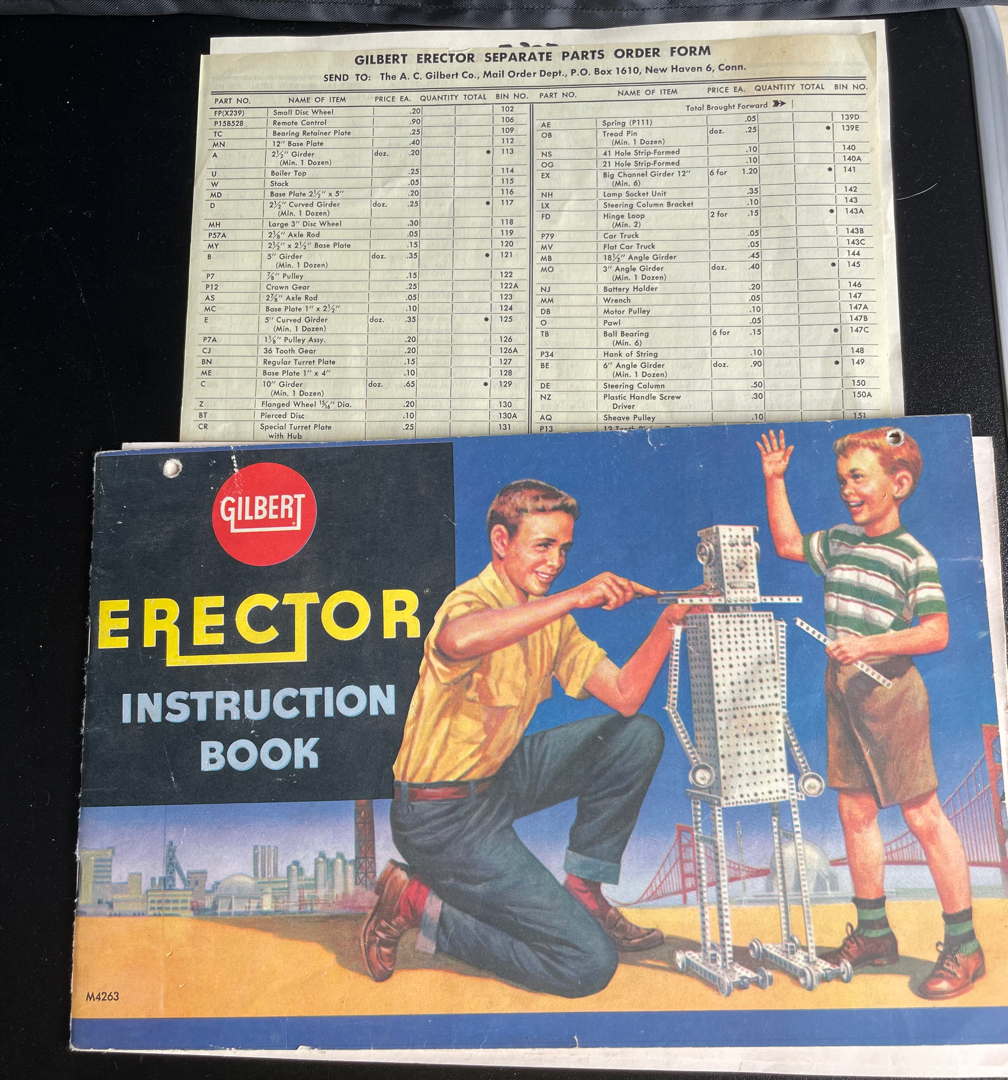 GILBERT ERECTOR SEPARATE PARTS ORDER FORM
SEND TO: The A. C. Gilbert Co., Mail Order Dept., P.O. Box 1610, New Haven 6, Conn.
PART NO. NAME OF ITEM PRICE EA. QUANTITY TOTAL BIN NO.
FP(X239) Small Disc Wheel .20 102
P15B528 Remote Control .90 106
TC Bearing Retainer Plate .25 109
MN 12" Base Plate .40 112
A 2½" Girder doz. .20 • 113
(Min. 1 Dozen)
U Boiler Top .25 114
W Stack .05 115
MD Base Plate 2½" x 5" .20 116
D 2½" Curved Girder doz. .25 • 117
(Min. 1 Dozen)
MH Large 3" Disc Wheel .30 118
P57A 2⅛" Axle Rod .05 119
MY 2½" x 2½" Base Plate .15 120
B 5" Girder doz. .35 • 121
(Min. 1 Dozen)
P7 ⅞" Pulley .15 122
P12 Crown Gear .25 122A
AS 2⅞" Axle Rod .05 123
MC Base Plate 1" x 2½" .10 124
E 5" Curved Girder doz. .35 • 125
(Min. 1 Dozen)
P7A 1⅛" Pulley Assy. .20 126
CJ 36 Tooth Gear .20 126A
BN Regular Turret Plate .15 127
ME Base Plate 1" x 4" .10 128
C 10" Girder doz. .65 • 129
(Min. 1 Dozen)
Z Flanged Wheel 15/16" Dia. .20 130
BT Pierced Disc .10 130A
CR Special Turret Plate .25 131
with Hub
PART NO. NAME OF ITEM PRICE EA. QUANTITY TOTAL BIN NO.
Total Brought Forward
AE Spring (P111) .05 139D
OB Tread Pin doz. .25 • 139E
(Min. 1 Dozen)
NS 41 Hole Strip-Formed .10 140
OG 21 Hole Strip-Formed .10 140A
EX Big Channel Girder 12" 6 for 1.20 • 141
(Min. 6)
NH Lamp Socket Unit .35 142
LX Steering Column Bracket .10 143
FD Hinge Loop 2 for .15 • 143A
(Min. 2)
P79 Car Truck .05 143B
MV Flat Car Truck .05 143C
MB 18½" Angle Girder .45 144
MO 3" Angle Girder doz. .40 • 145
(Min. 1 Dozen)
NJ Battery Holder .20 146
MM Wrench .05 147
DB Motor Pulley .10 147A
O Pawl .05 147B
TB Ball Bearing 6 for .15 • 147C
(Min. 6)
P34 Hank of String .10 148
BE 6" Angle Girder doz. .90 • 149
(Min. 1 Dozen)
DE Steering Column .50 150
NZ Plastic Handle Screw .30 150A
Driver
AQ Sheave Pulley .10 151
P13
GILBERT
ERECTOR
INSTRUCTION
BOOK
M4263